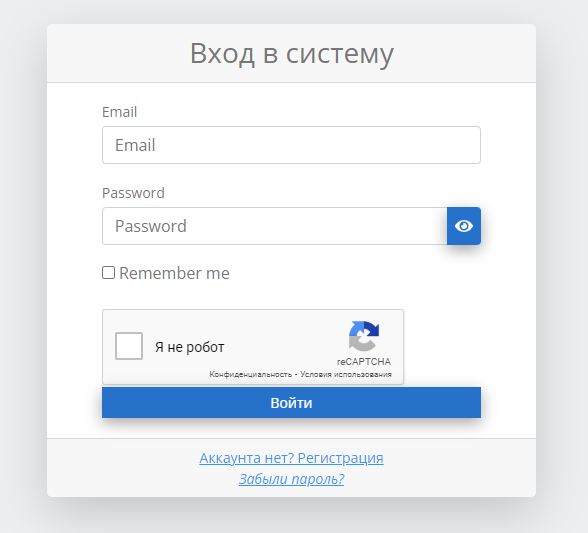 Вход в систему
Email
Email
Password
Password
Remember me
Я не робот
reCAPTCHA
Конфиденциальность - Условия использования
Войти
Аккаунта нет? Регистрация
Забыли пароль?